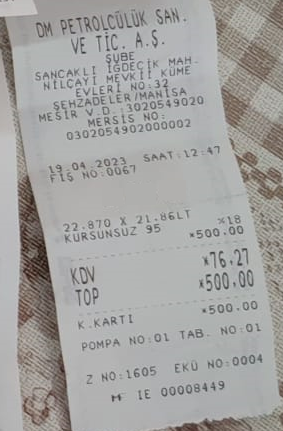 DM PETROLCÜLÜK SAN.
VE TİC. A.Ş.
ŞUBE
SANCAKLI İĞDECİK MAH.
NİLÇAYI MEVKİİ KÜME
EVLERİ NO:32
ŞEHZADELER/MANİSA
MESİR V.D.:3020549020
MERSİS NO:
0302054902000002
19.04.2023 SAAT:12:47
FİŞ NO:0067
22.870 X 21.86LT
KURŞUNSUZ 95 %18 *500.00
KDV *76,27
TOP *500,00
K.KARTI *500.00
POMPA NO:01 TAB. NO:01
Z NO:1605 EKÜ NO:0004
MF IE 00008449